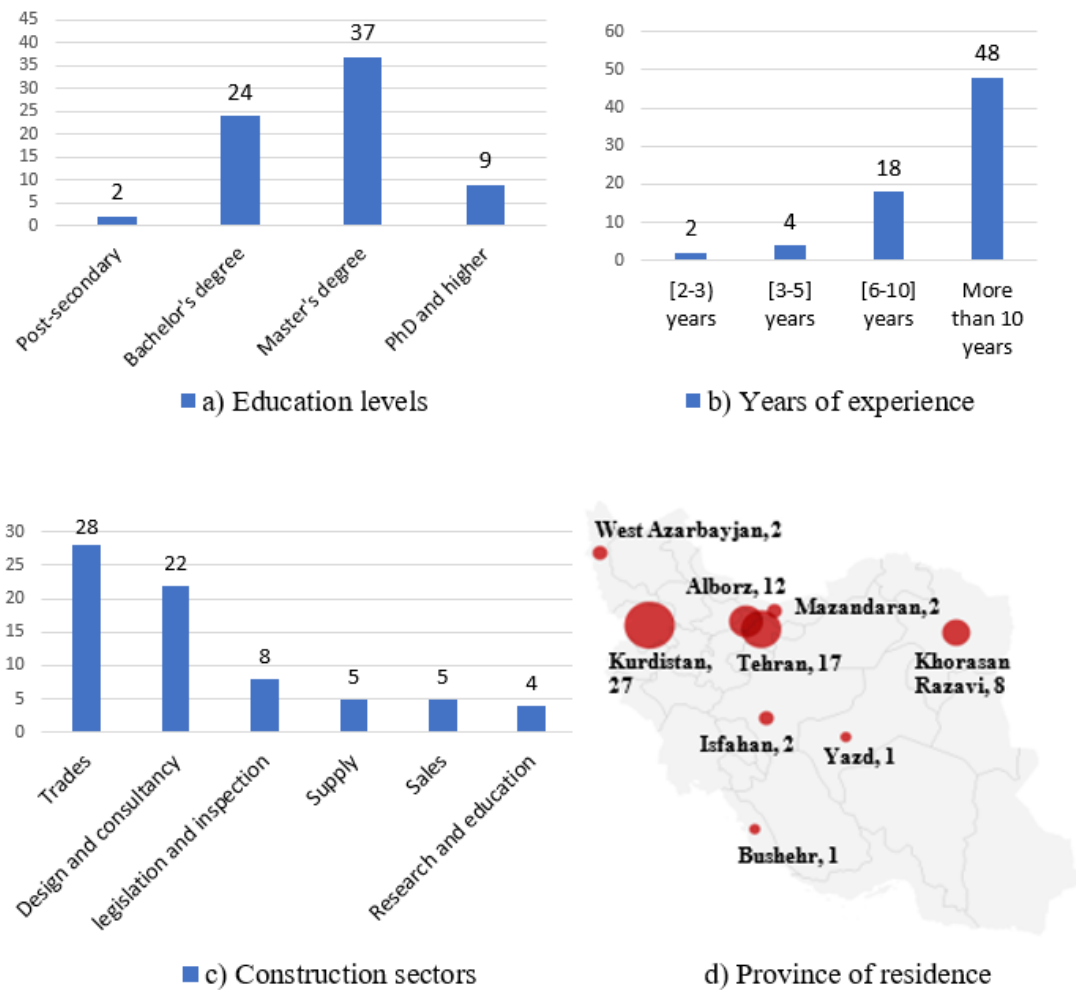 45
40
35
30
25
20
15
10
5
0
2
24
37
9
Post-secondary
Bachelor's degree
Master's degree
PhD and higher
a) Education levels
60
50
40
30
20
10
0
2
4
18
48
[2-3)
years
[3-5]
years
[6-10]
years
More
than 10
years
b) Years of experience
30
25
20
15
10
5
0
28
22
8
5
5
4
Trades
Design and consultancy
legislation and inspection
Supply
Sales
Research and education
c) Construction sectors
West Azarbayjan, 2
Alborz, 12
Mazandaran, 2
Kurdistan,
27
Tehran, 17
Khorasan
Razavi, 8
Isfahan, 2
Yazd, 1
Bushehr, 1
d) Province of residence